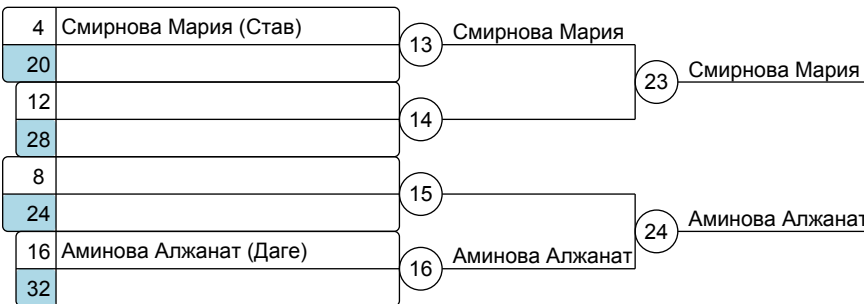 4 Смирнова Мария (Став)
20
12
28
8
24
16 Аминова Алжанат (Даге)
32
13 Смирнова Мария
14
15
16 Аминова Алжанат
23 Смирнова Мария
24 Аминова Алжанат